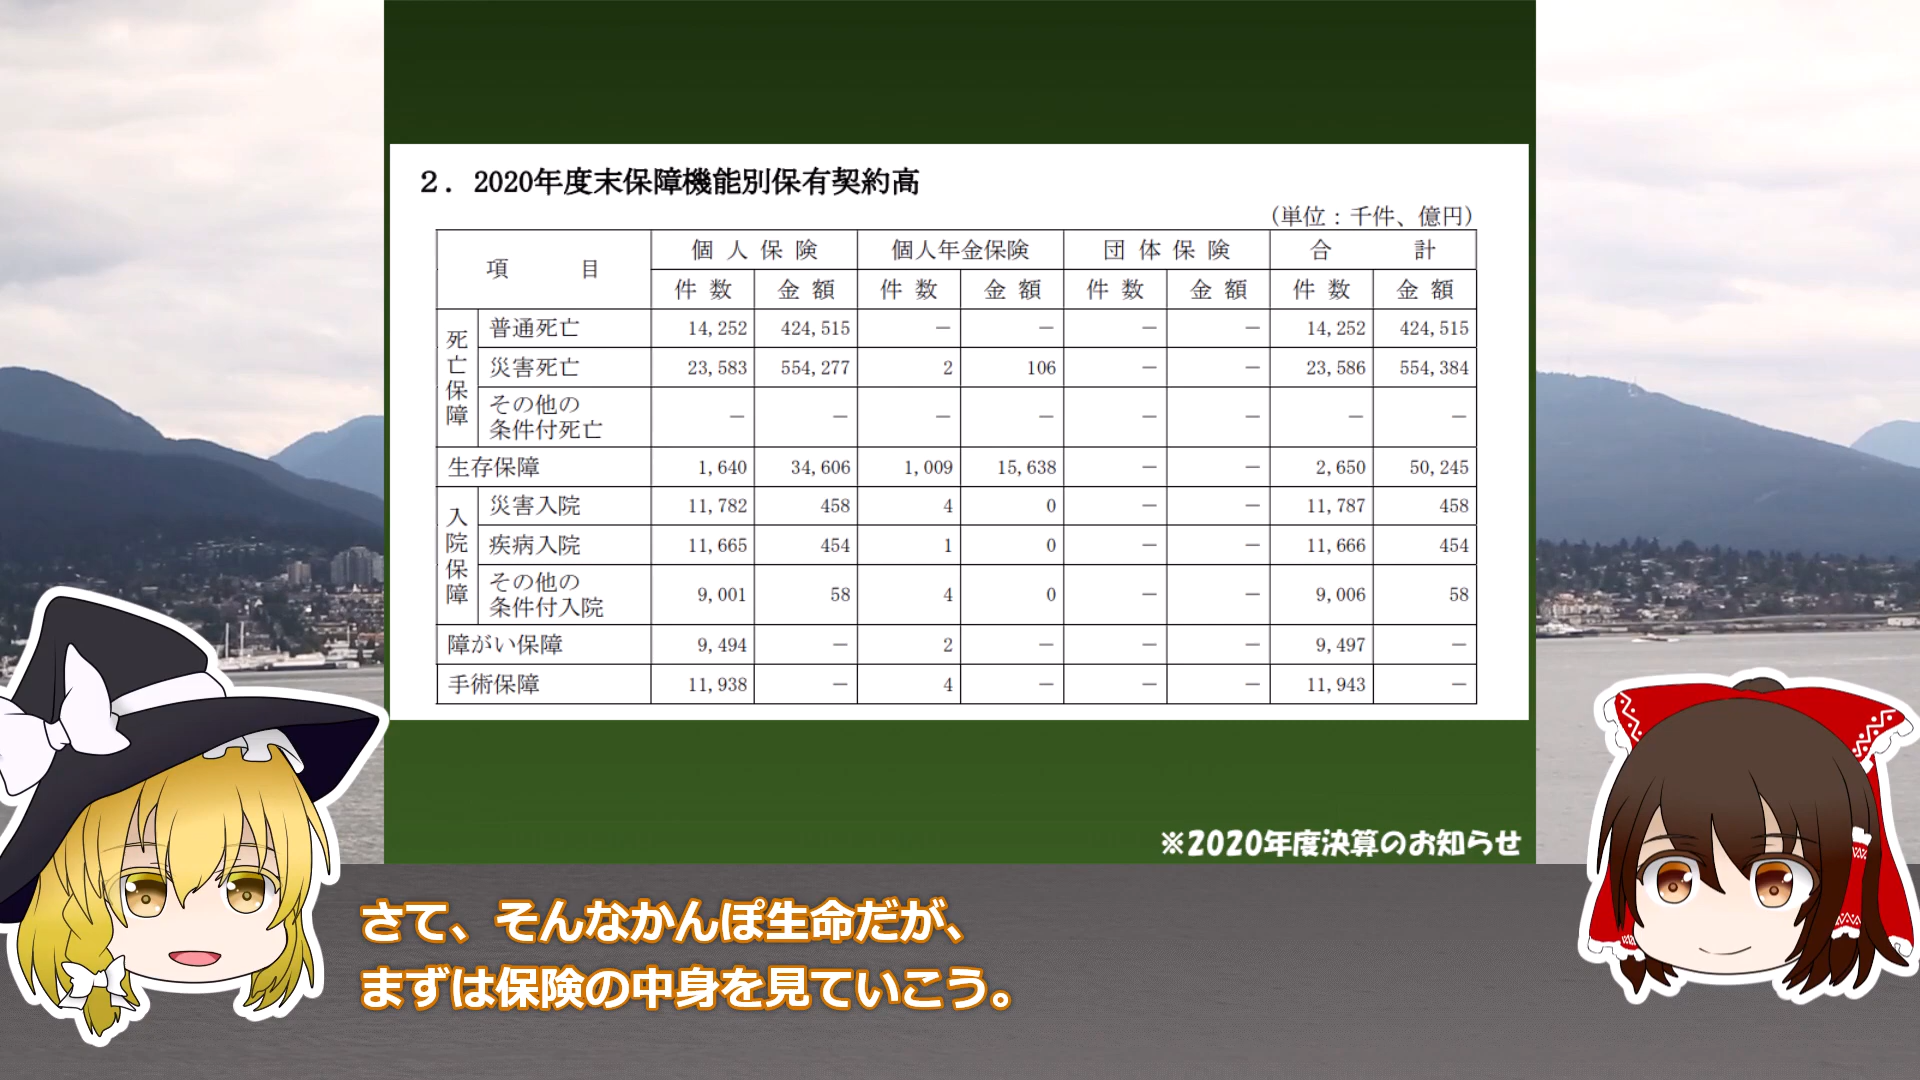 ２．2020年度末保障機能別保有契約高
（単位：千件、億円）
項目 個人保険 個人年金保険 団体保険 合計
件数 金額 件数 金額 件数 金額 件数 金額
死亡保障
普通死亡 14,252 424,515 － － － － 14,252 424,515
災害死亡 23,583 554,277 2 106 － － 23,586 554,384
その他の
条件付死亡 － － － － － － － －
生存保障 1,640 34,606 1,009 15,638 － － 2,650 50,245
入院保障
災害入院 11,782 458 4 0 － － 11,787 458
疾病入院 11,665 454 1 0 － － 11,666 454
その他の
条件付入院 9,001 58 4 0 － － 9,006 58
障がい保障 9,494 － 2 － － － 9,497 －
手術保障 11,938 － 4 － － － 11,943 －
※2020年度決算のお知らせ
さて、そんなかんぽ生命だが、
まずは保険の中身を見ていこう。